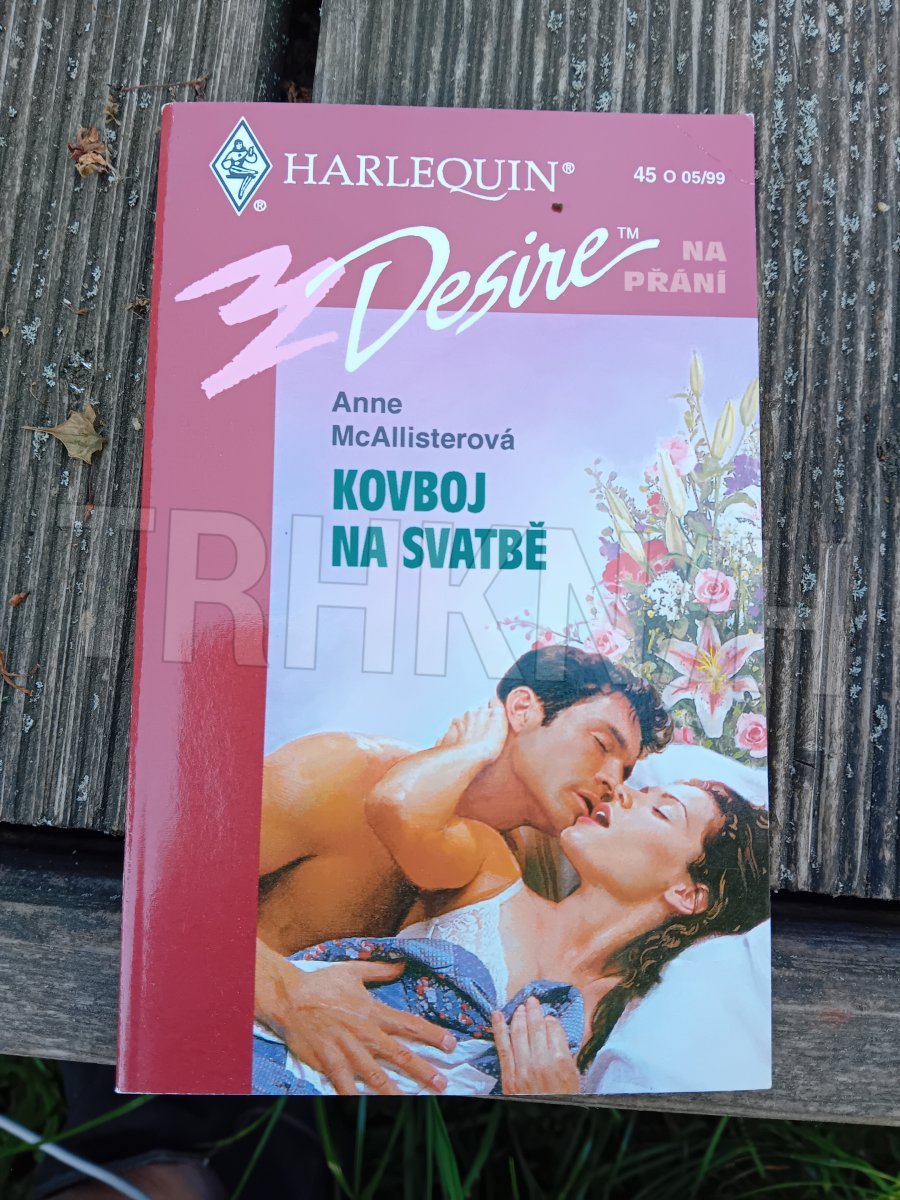 HARLEQUIN®
®
45 O 05/99
Desire™
NA
PŘÁNÍ
Anne
McAllisterová
KOVBOJ
NA SVATBĚ